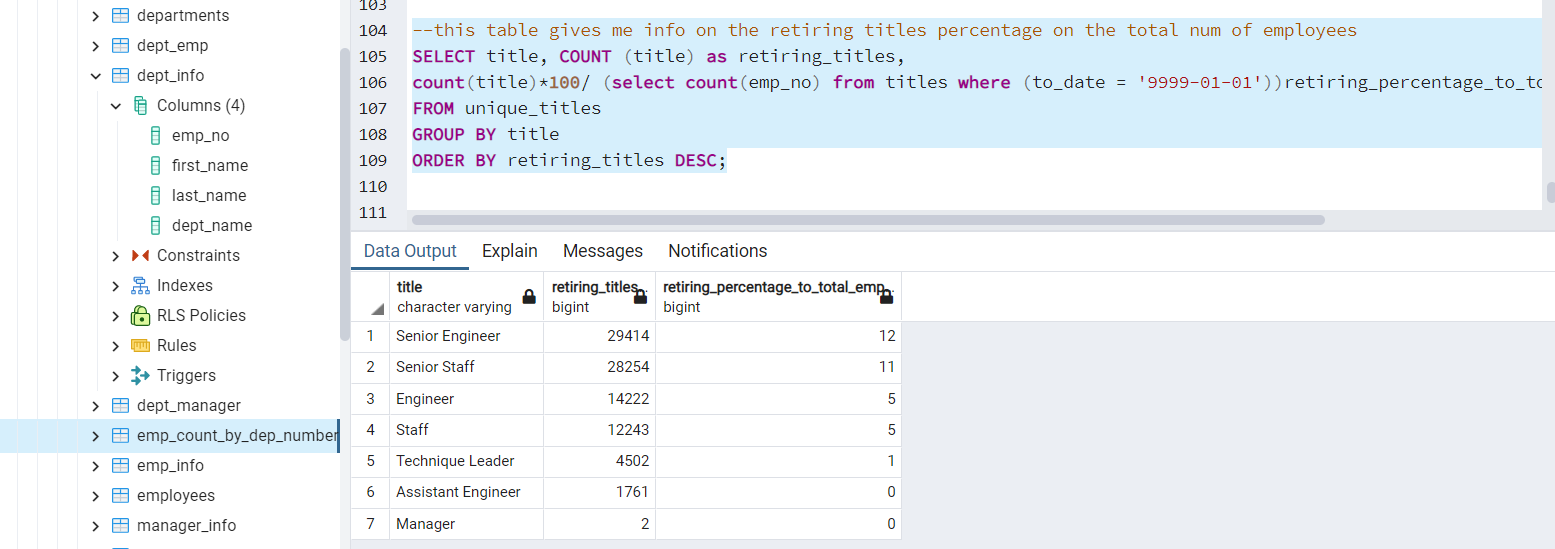 departments
dept_emp
dept_info
Columns (4)
emp_no
first_name
last_name
dept_name
Constraints
Indexes
RLS Policies
Rules
Triggers
dept_manager
emp_count_by_dep_number
emp_info
employees
manager_info
103
104 --this table gives me info on the retiring titles percentage on the total num of employees
105 SELECT title, COUNT (title) as retiring_titles,
106 count(title)*100/ (select count(emp_no) from titles where (to_date = '9999-01-01'))retiring_percentage_to_to
107 FROM unique_titles
108 GROUP BY title
109 ORDER BY retiring_titles DESC;
110
111
Data Output Explain Messages Notifications
title retiring_titles retiring_percentage_to_total_emp
character varying bigint bigint
1 Senior Engineer 29414 12
2 Senior Staff 28254 11
3 Engineer 14222 5
4 Staff 12243 5
5 Technique Leader 4502 1
6 Assistant Engineer 1761 0
7 Manager 2 0